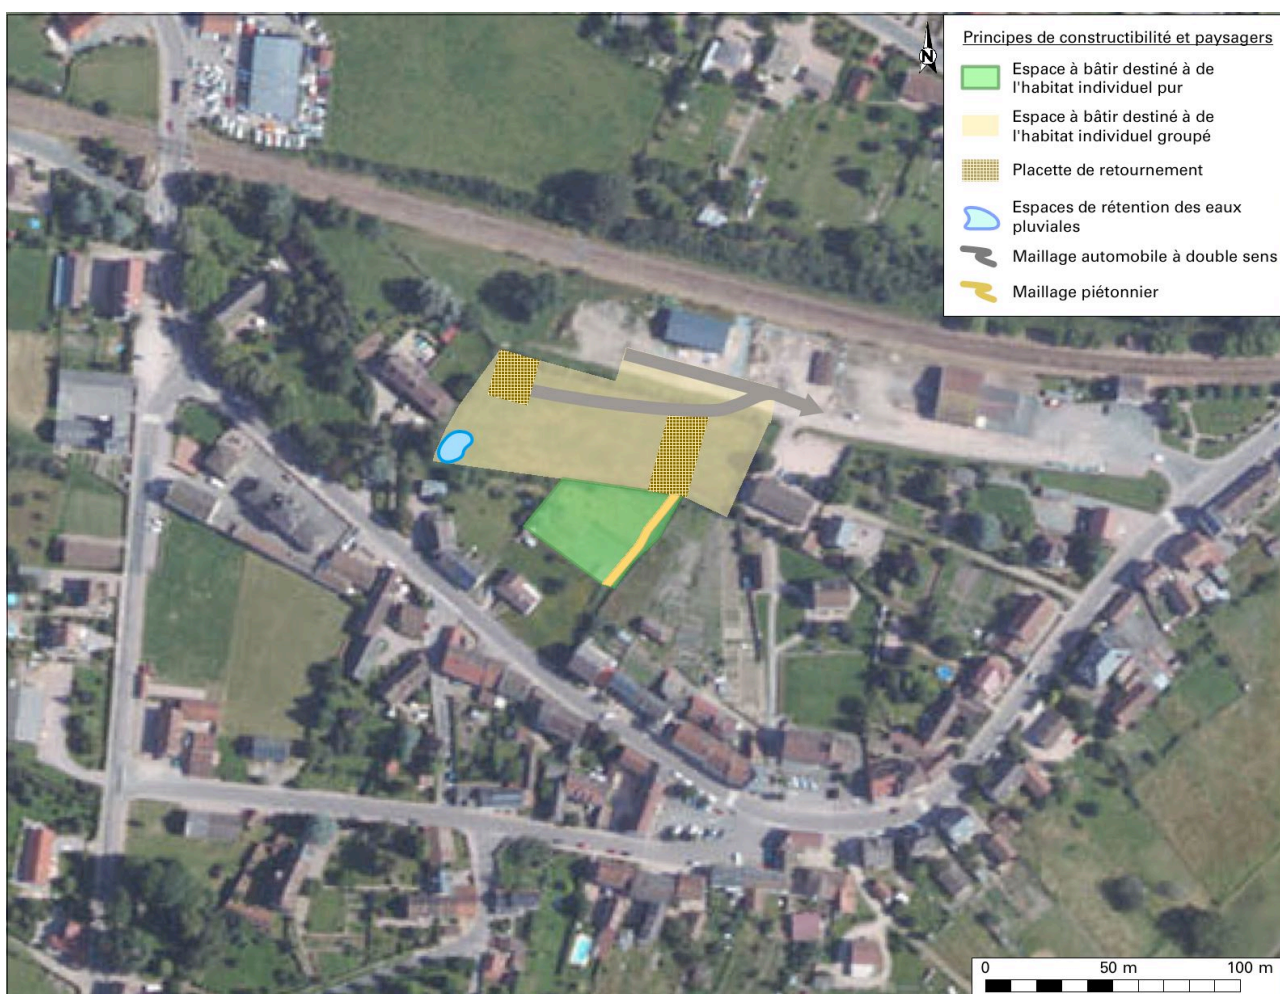 N
Principes de constructibilité et paysagers
Espace à bâtir destiné à de
l'habitat individuel pur
Espace à bâtir destiné à de
l'habitat individuel groupé
Placette de retournement
Espaces de rétention des eaux
pluviales
Maillage automobile à double sens
Maillage piétonnier
0 50 m 100 m